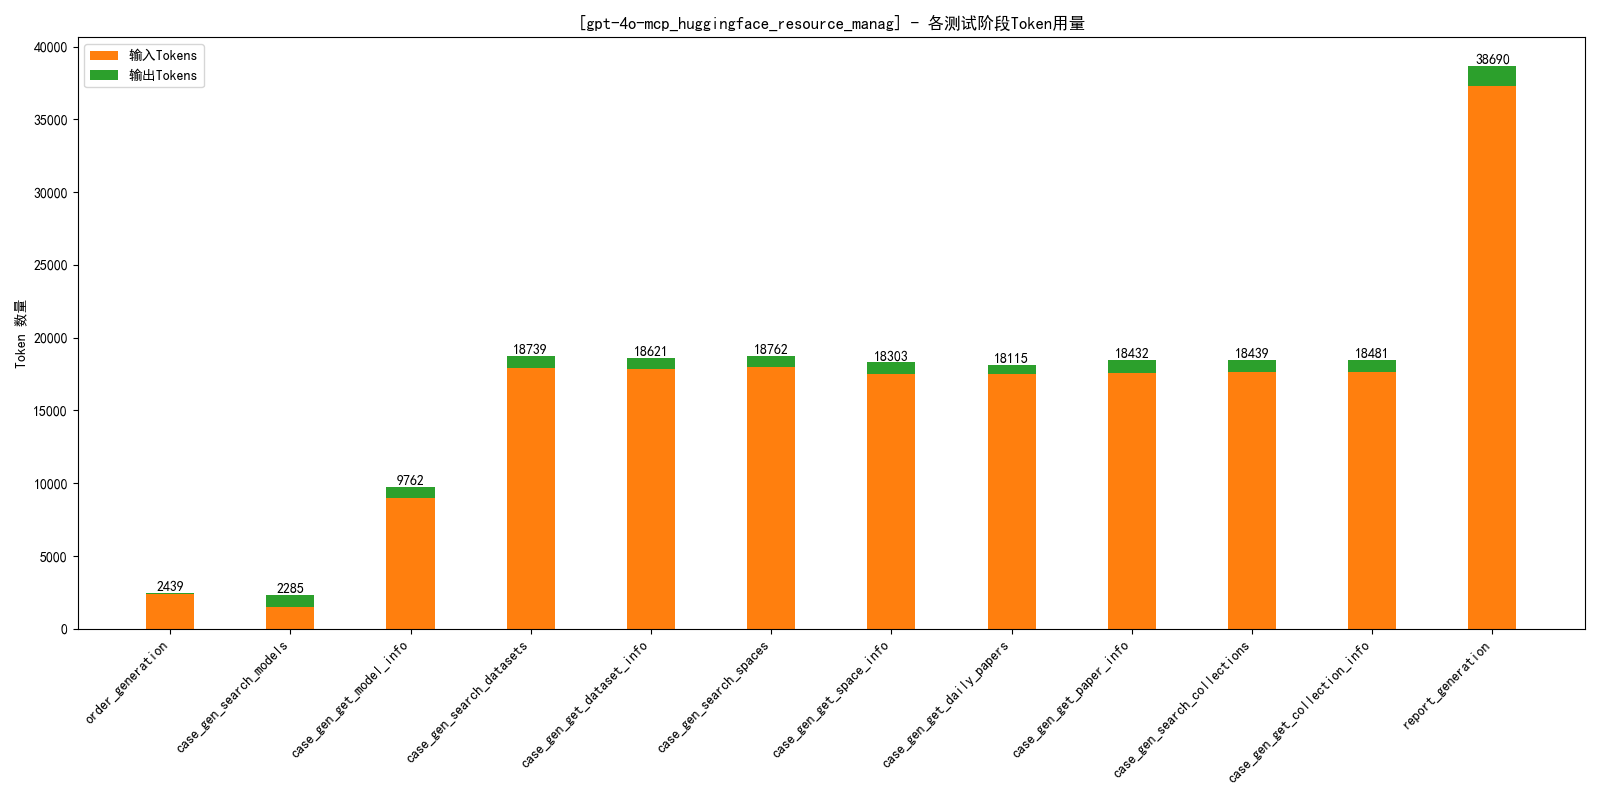 [gpt-4o-mcp_huggingface_resource_manag] - 各测试阶段Token用量
输入Tokens
输出Tokens
Token 数量
40000
35000
30000
25000
20000
15000
10000
5000
0
2439
2285
9762
18739
18621
18762
18303
18115
18432
18439
18481
38690
order_generation
case_gen_search_models
case_gen_get_model_info
case_gen_search_datasets
case_gen_get_dataset_info
case_gen_search_spaces
case_gen_get_space_info
case_gen_get_daily_papers
case_gen_get_paper_info
case_gen_search_collections
case_gen_get_collection_info
report_generation